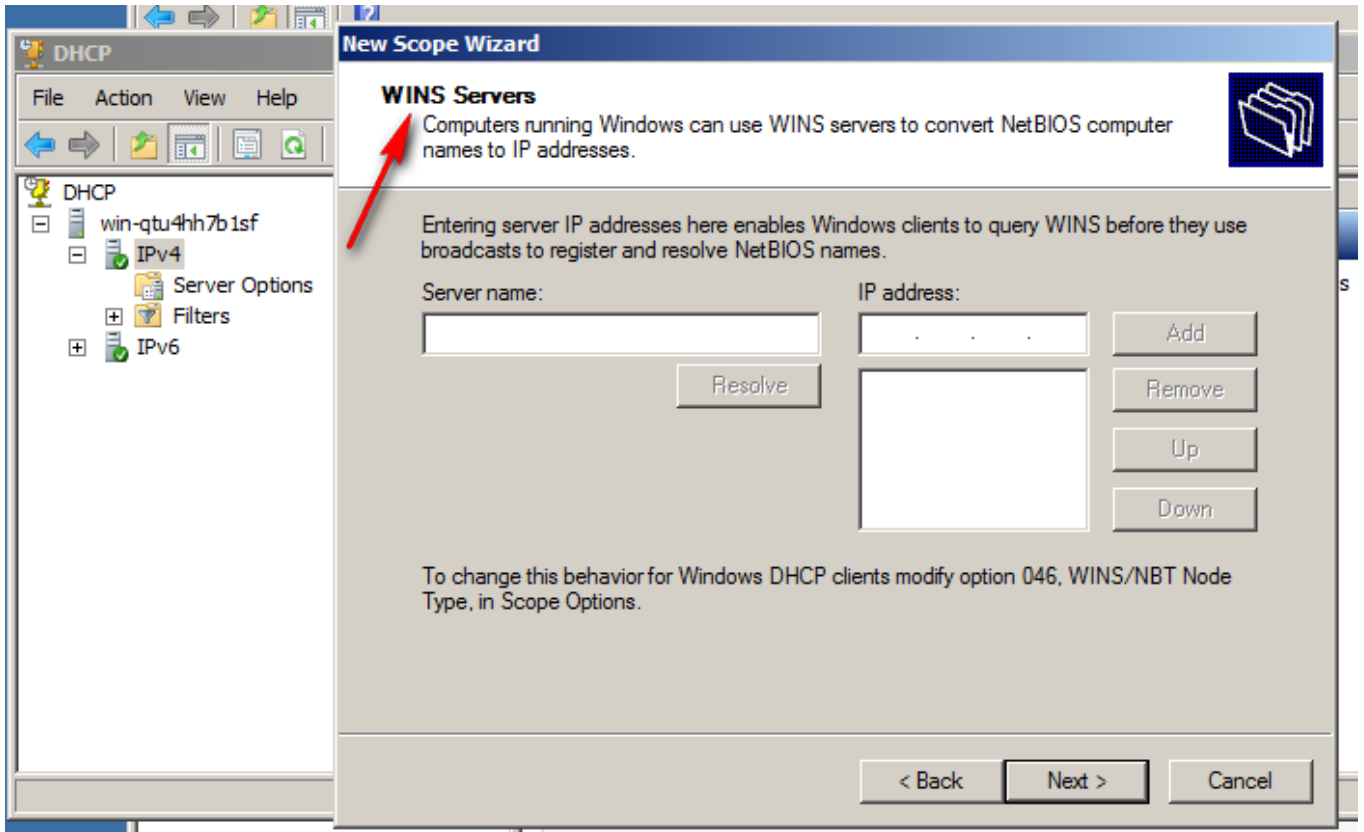 DHCP
File Action View Help
DHCP
win-qtu4hh7b1sf
IPv4
Server Options
Filters
IPv6
New Scope Wizard
WINS Servers
Computers running Windows can use WINS servers to convert NetBIOS computer
names to IP addresses.
Entering server IP addresses here enables Windows clients to query WINS before they use
broadcasts to register and resolve NetBIOS names.
Server name:
IP address:
Add
Resolve
Remove
Up
Down
To change this behavior for Windows DHCP clients modify option 046, WINS/NBT Node
Type, in Scope Options.
< Back
Next >
Cancel
s